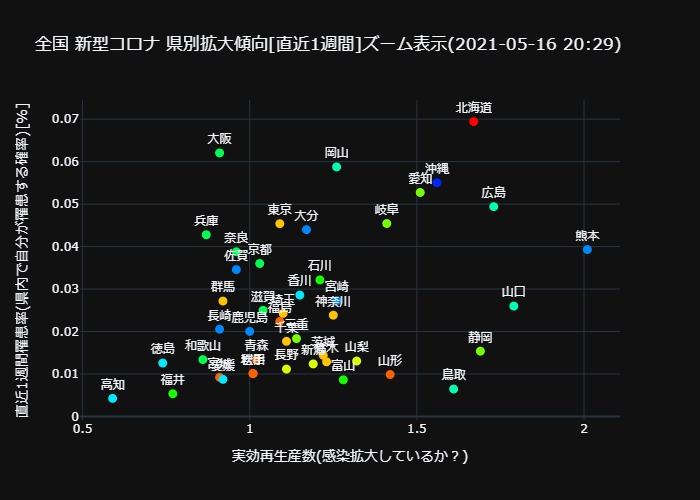 全国 新型コロナ 県別拡大傾向[直近1週間]ズーム表示(2021-05-16 20:29)
直近1週間罹患率(県内で自分が罹患する確率)[%]
0.07
0.06
0.05
0.04
0.03
0.02
0.01
0
北海道
大阪
岡山
沖縄
愛知
広島
東京
岐阜
大分
兵庫
奈良
熊本
京都
佐賀
石川
香川
宮崎
群馬
滋賀
埼玉
神奈川
山口
福島
長崎
鹿児島
千葉
三重
静岡
茨城
徳島
和歌山
青森
新潟
山梨
長野
富山
山形
愛媛
鳥取
高知
福井
0.5
1
1.5
2
実効再生産数(感染拡大しているか？)